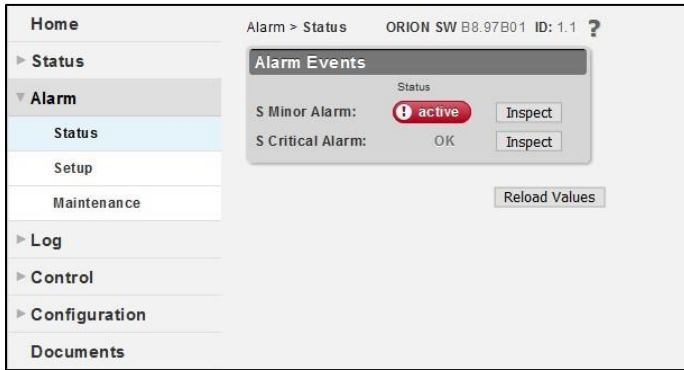 Home
Status
Alarm
Status
Setup
Maintenance
Log
Control
Configuration
Documents
Alarm > Status ORION SW B8.97B01 ID: 1.1 ?
Alarm Events
Status
S Minor Alarm: ! active Inspect
S Critical Alarm: OK Inspect
Reload Values